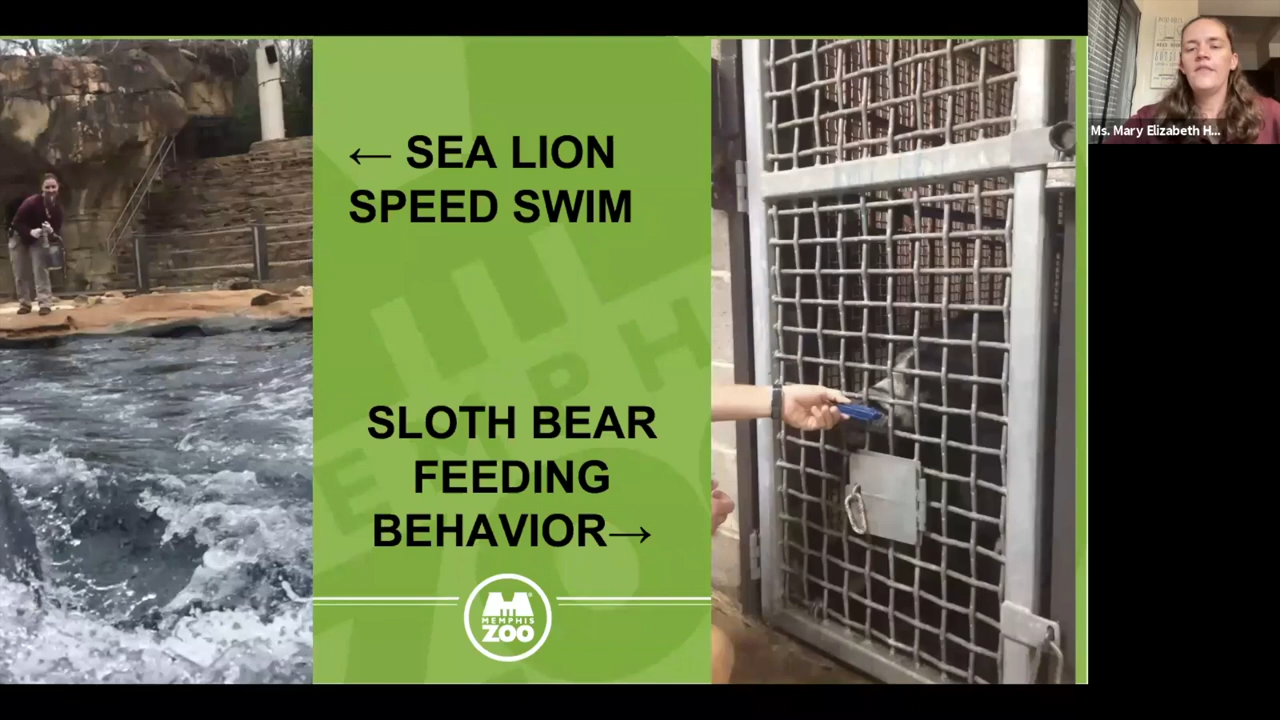 ← SEA LION
SPEED SWIM
SLOTH BEAR
FEEDING
BEHAVIOR→
MEMPHIS
ZOO
Ms. Mary Elizabeth H...